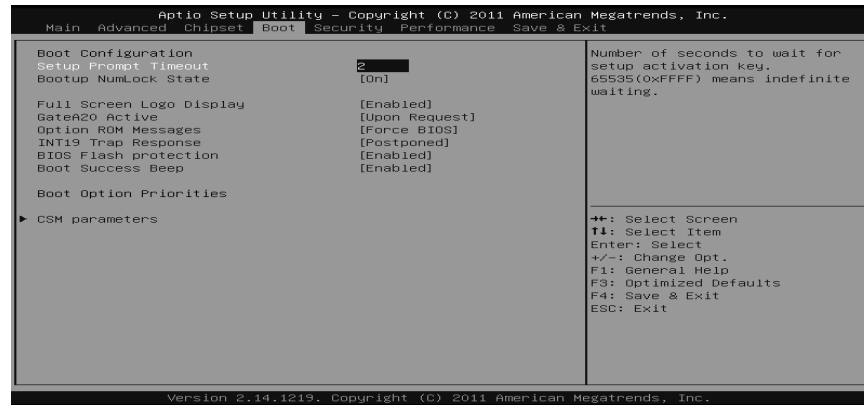 Aptio Setup Utility – Copyright (C) 2011 American Megatrends, Inc.
Main Advanced Chipset Boot Security Performance Save & Exit
Boot Configuration
Setup Prompt Timeout 2
Bootup NumLock State [On]
Full Screen Logo Display [Enabled]
GateA20 Active [Upon Request]
Option ROM Messages [Force BIOS]
INT19 Trap Response [Postponed]
BIOS Flash protection [Enabled]
Boot Success Beep [Enabled]
Boot Option Priorities
▶ CSM parameters
Number of seconds to wait for
setup activation key.
65535(0xFFFF) means indefinite
waiting.
→←: Select Screen
↑↓: Select Item
Enter: Select
+/-: Change Opt.
F1: General Help
F3: Optimized Defaults
F4: Save & Exit
ESC: Exit
Version 2.14.1219. Copyright (C) 2011 American Megatrends, Inc.